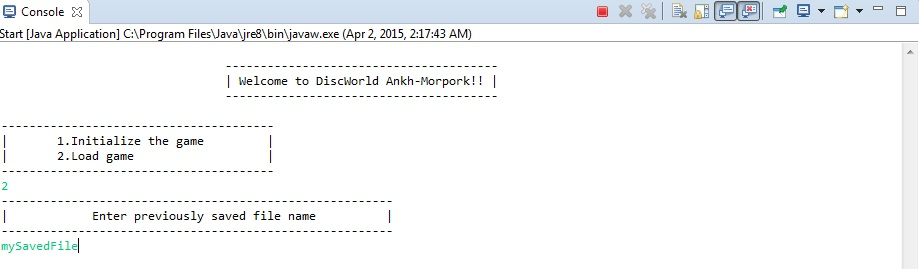 Console
Start [Java Application] C:\Program Files\Java\jre8\bin\javaw.exe (Apr 2, 2015, 2:17:43 AM)
---------------------------------------
| Welcome to DiscWorld Ankh-Morpork!! |
---------------------------------------
---------------------------------------
| 1.Initialize the game |
| 2.Load game |
---------------------------------------
2
--------------------------------------------------------
| Enter previously saved file name |
--------------------------------------------------------
mySavedFile